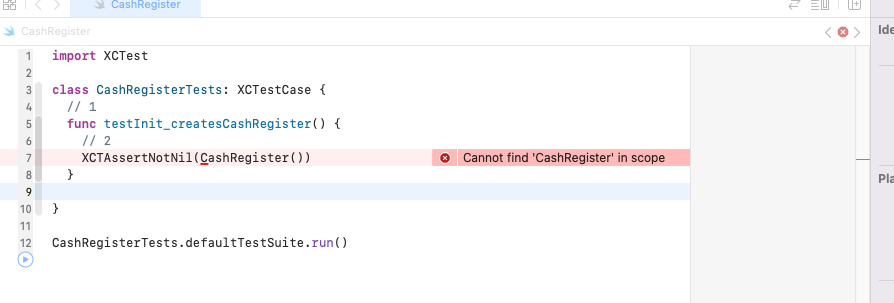 CashRegister
CashRegister
Ide
1 import XCTest
2
3 class CashRegisterTests: XCTestCase {
4 // 1
5 func testInit_createsCashRegister() {
6 // 2
7 XCTAssertNotNil(CashRegister()) Cannot find 'CashRegister' in scope
8 }
Pla
9
10 }
11
12 CashRegisterTests.defaultTestSuite.run()